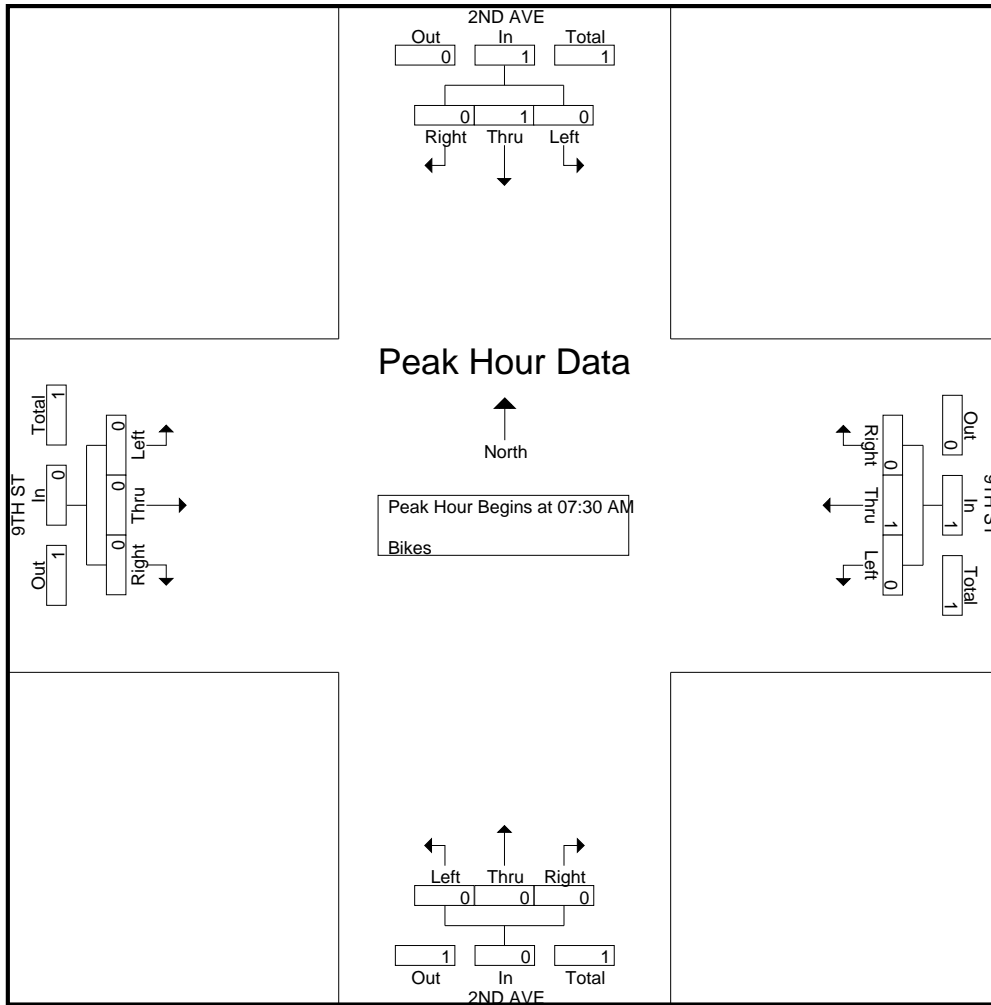 2ND AVE
Out In Total
0 1 1
0 1 0
Right Thru Left
Peak Hour Data
North
Peak Hour Begins at 07:30 AM
Bikes
9TH ST
Total In Out
1 0 1
0 0 0
Left Thru Right
9TH ST
Out In Total
0 1 1
0 1 0
Right Thru Left
Left Thru Right
0 0 0
1 0 1
Out In Total
2ND AVE